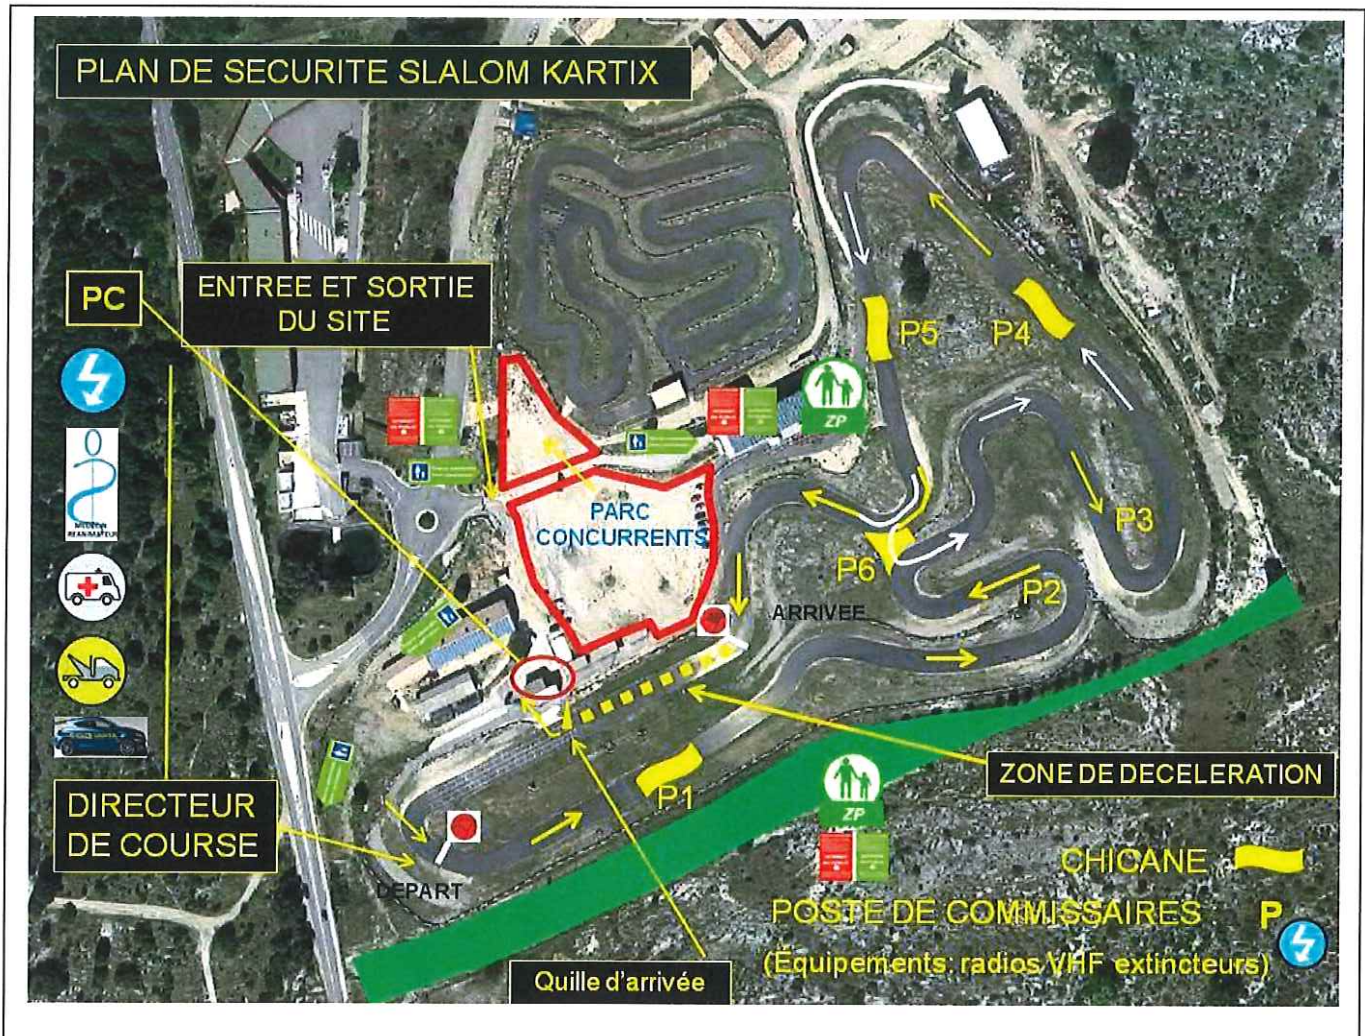 PLAN DE SECURITE SLALOM KARTIX
PC
ENTREE ET SORTIE
DU SITE
P5
P4
ZP
MEDECIN
REANIMATEUR
PARC
CONCURRENTS
P3
P6
P2
ARRIVEE
ZONE DE DECELERATION
P1
ZP
DIRECTEUR
DE COURSE
DEPART
CHICANE
POSTE DE COMMISSAIRES P
(Équipements: radios VHF extincteurs)
Quille d'arrivée